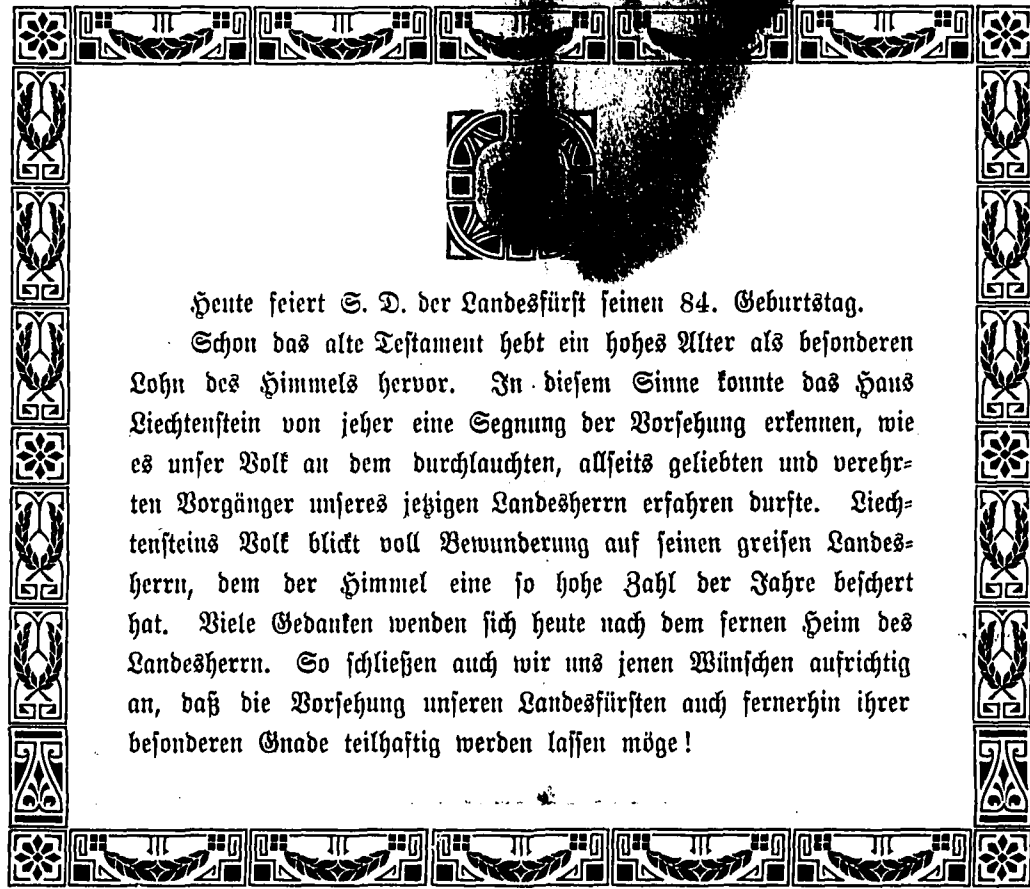 Heute feiert S. D. der Landesfürst seinen 84. Geburtstag.
Schon das alte Testament hebt ein hohes Alter als besonderen
Lohn des Himmels hervor. In diesem Sinne konnte das Haus
Liechtenstein von jeher eine Segnung der Vorsehung erkennen, wie
es unser Volk an dem durchlauchten, allseits geliebten und verehr-
ten Vorgänger unseres jetzigen Landesherrn erfahren durfte. Liech-
tensteins Volk blickt voll Bewunderung auf seinen greisen Landes-
herrn, dem der Himmel eine so hohe Zahl der Jahre beschert
hat. Viele Gedanken wenden sich heute nach dem fernen Heim des
Landesherrn. So schließen auch wir uns jenen Wünschen aufrichtig
an, daß die Vorsehung unseren Landesfürsten auch fernerhin ihrer
besonderen Gnade teilhaftig werden lassen möge!